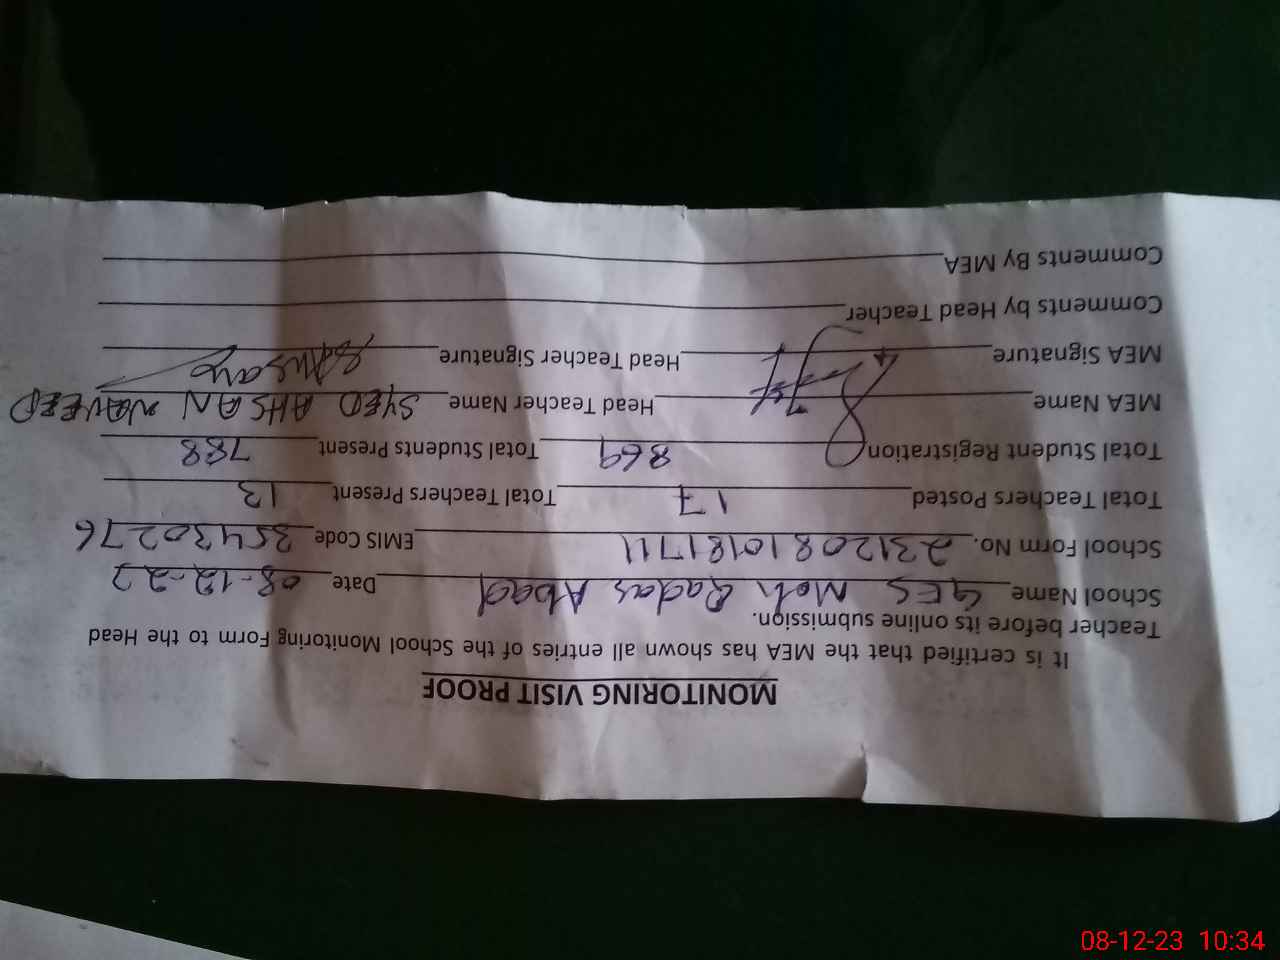 MONITORING VISIT PROOF
It is certified that the MEA has shown all entries of the School Monitoring Form to the Head
Teacher before its online submission.
School Name GES Moh Qadas Abad Date 08-12-22
School Form No. 23120810181711 EMIS Code 35430276
Total Teachers Posted 17 Total Teachers Present 13
Total Student Registration 869 Total Students Present 788
MEA Name Head Teacher Name SYED AHSAN NAVEED
MEA Signature Head Teacher Signature
Comments by Head Teacher
Comments By MEA
08-12-23 10:34